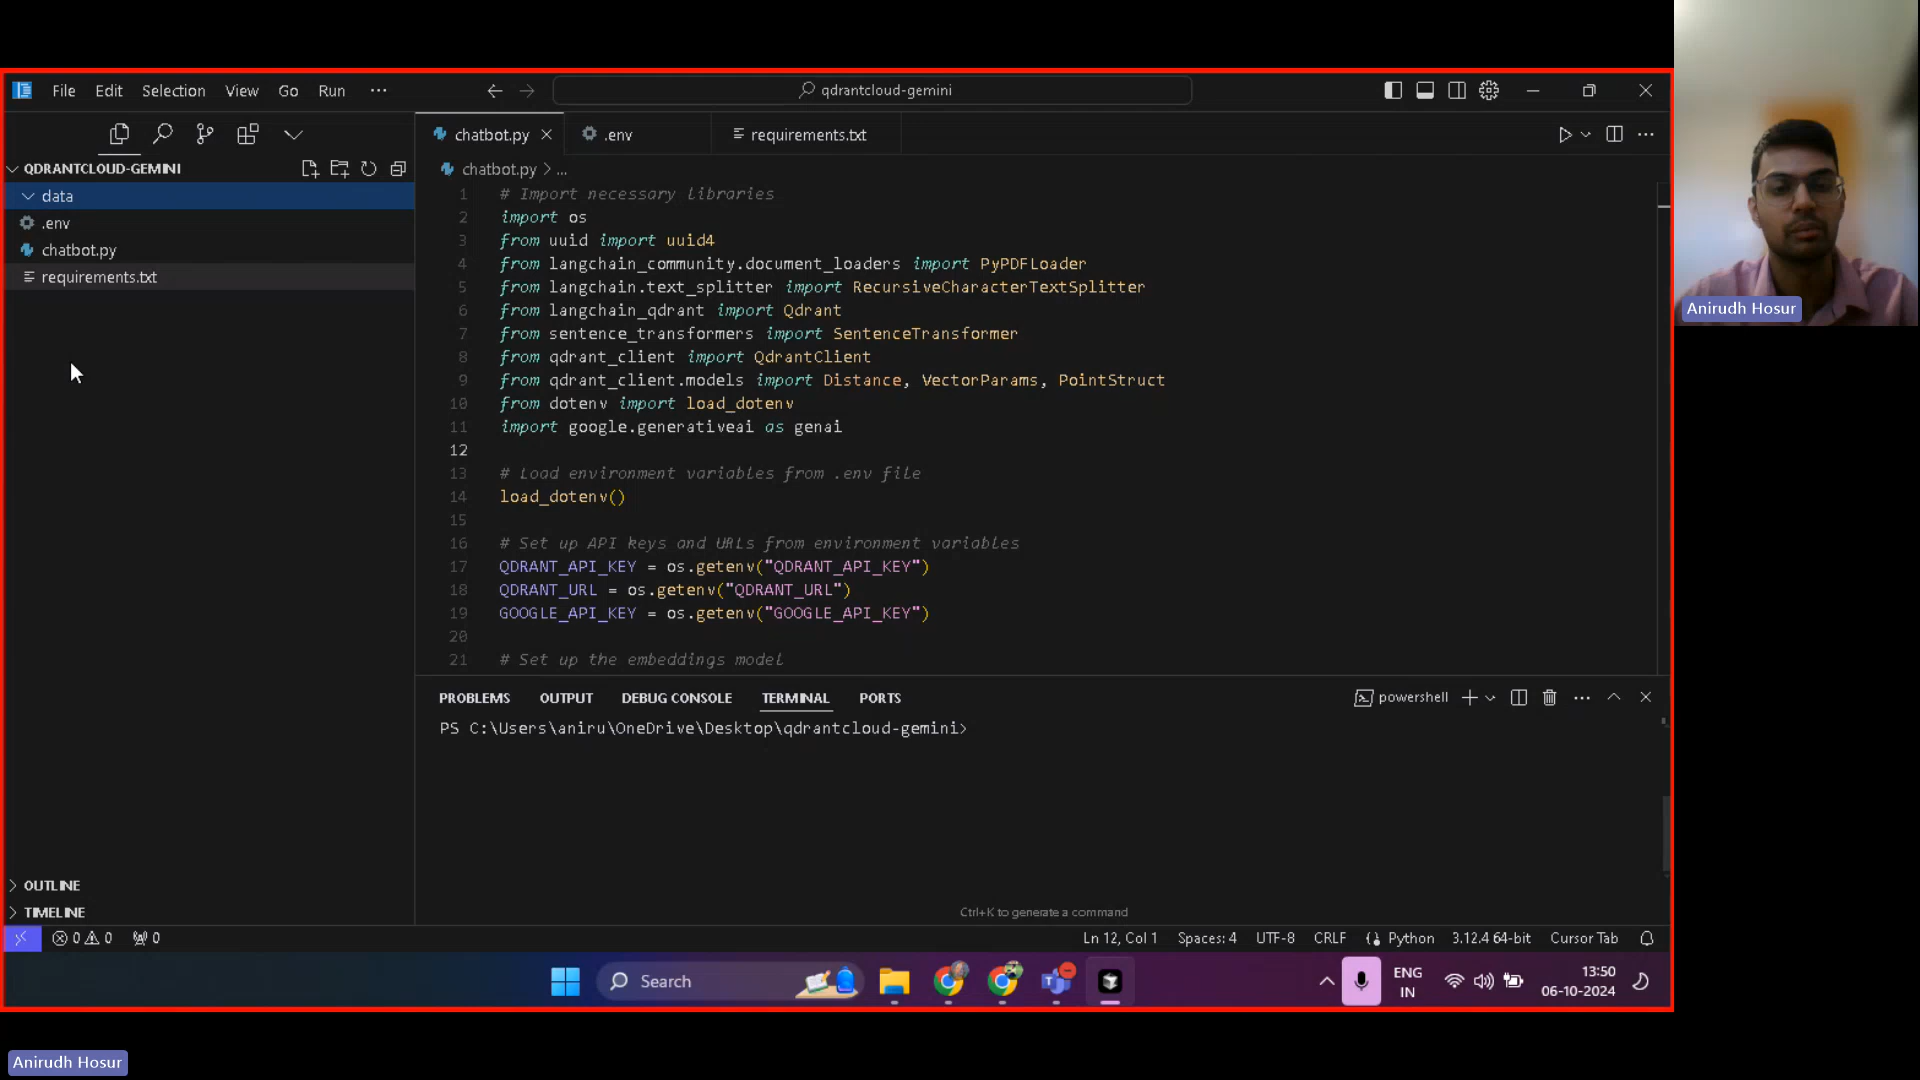 File Edit Selection View Go Run ...
qdrantcloud-gemini
QDRANTCLOUD-GEMINI
data
.env
chatbot.py
requirements.txt
OUTLINE
TIMELINE
chatbot.py .env requirements.txt
chatbot.py > ...
1 # Import necessary libraries
2 import os
3 from uuid import uuid4
4 from langchain_community.document_loaders import PyPDFLoader
5 from langchain.text_splitter import RecursiveCharacterTextSplitter
6 from langchain_qdrant import Qdrant
7 from sentence_transformers import SentenceTransformer
8 from qdrant_client import QdrantClient
9 from qdrant_client.models import Distance, VectorParams, PointStruct
10 from dotenv import load_dotenv
11 import google.generativeai as genai
12
13 # Load environment variables from .env file
14 load_dotenv()
15
16 # Set up API keys and URLs from environment variables
17 QDRANT_API_KEY = os.getenv("QDRANT_API_KEY")
18 QDRANT_URL = os.getenv("QDRANT_URL")
19 GOOGLE_API_KEY = os.getenv("GOOGLE_API_KEY")
20
21 # Set up the embeddings model
PROBLEMS OUTPUT DEBUG CONSOLE TERMINAL PORTS
powershell
PS C:\Users\aniru\OneDrive\Desktop\qdrantcloud-gemini>
Ctrl+K to generate a command
0 0 0
Ln 12, Col 1 Spaces: 4 UTF-8 CRLF Python 3.12.4 64-bit Cursor Tab
Search
ENG
IN
13:50
06-10-2024
Anirudh Hosur
Anirudh Hosur